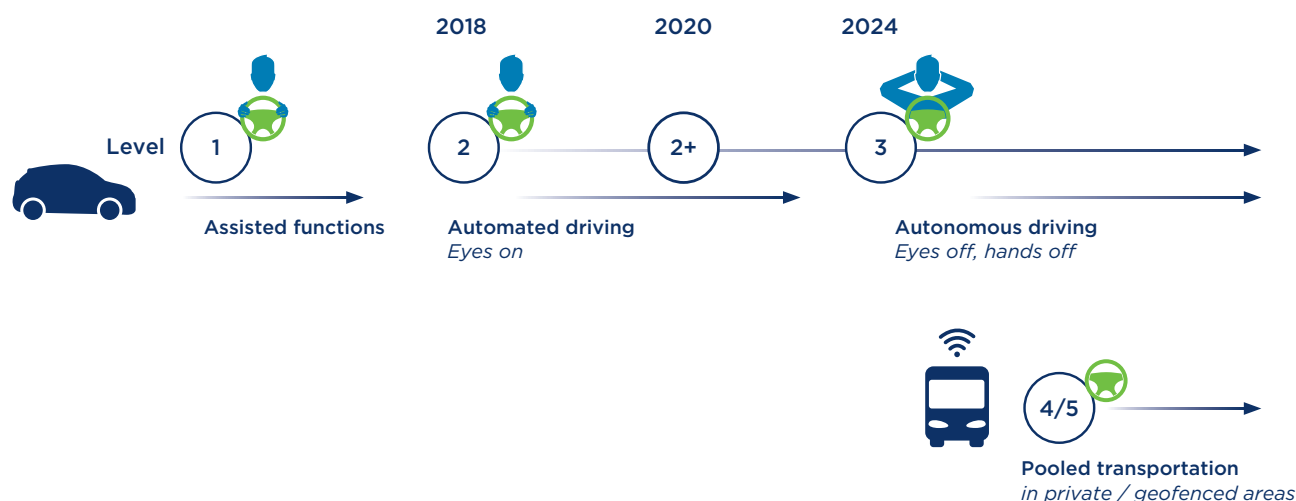 2018
2020
2024
Level
1
2
2+
3
Assisted functions
Automated driving
Eyes on
Autonomous driving
Eyes off, hands off
4/5
Pooled transportation
in private / geofenced areas